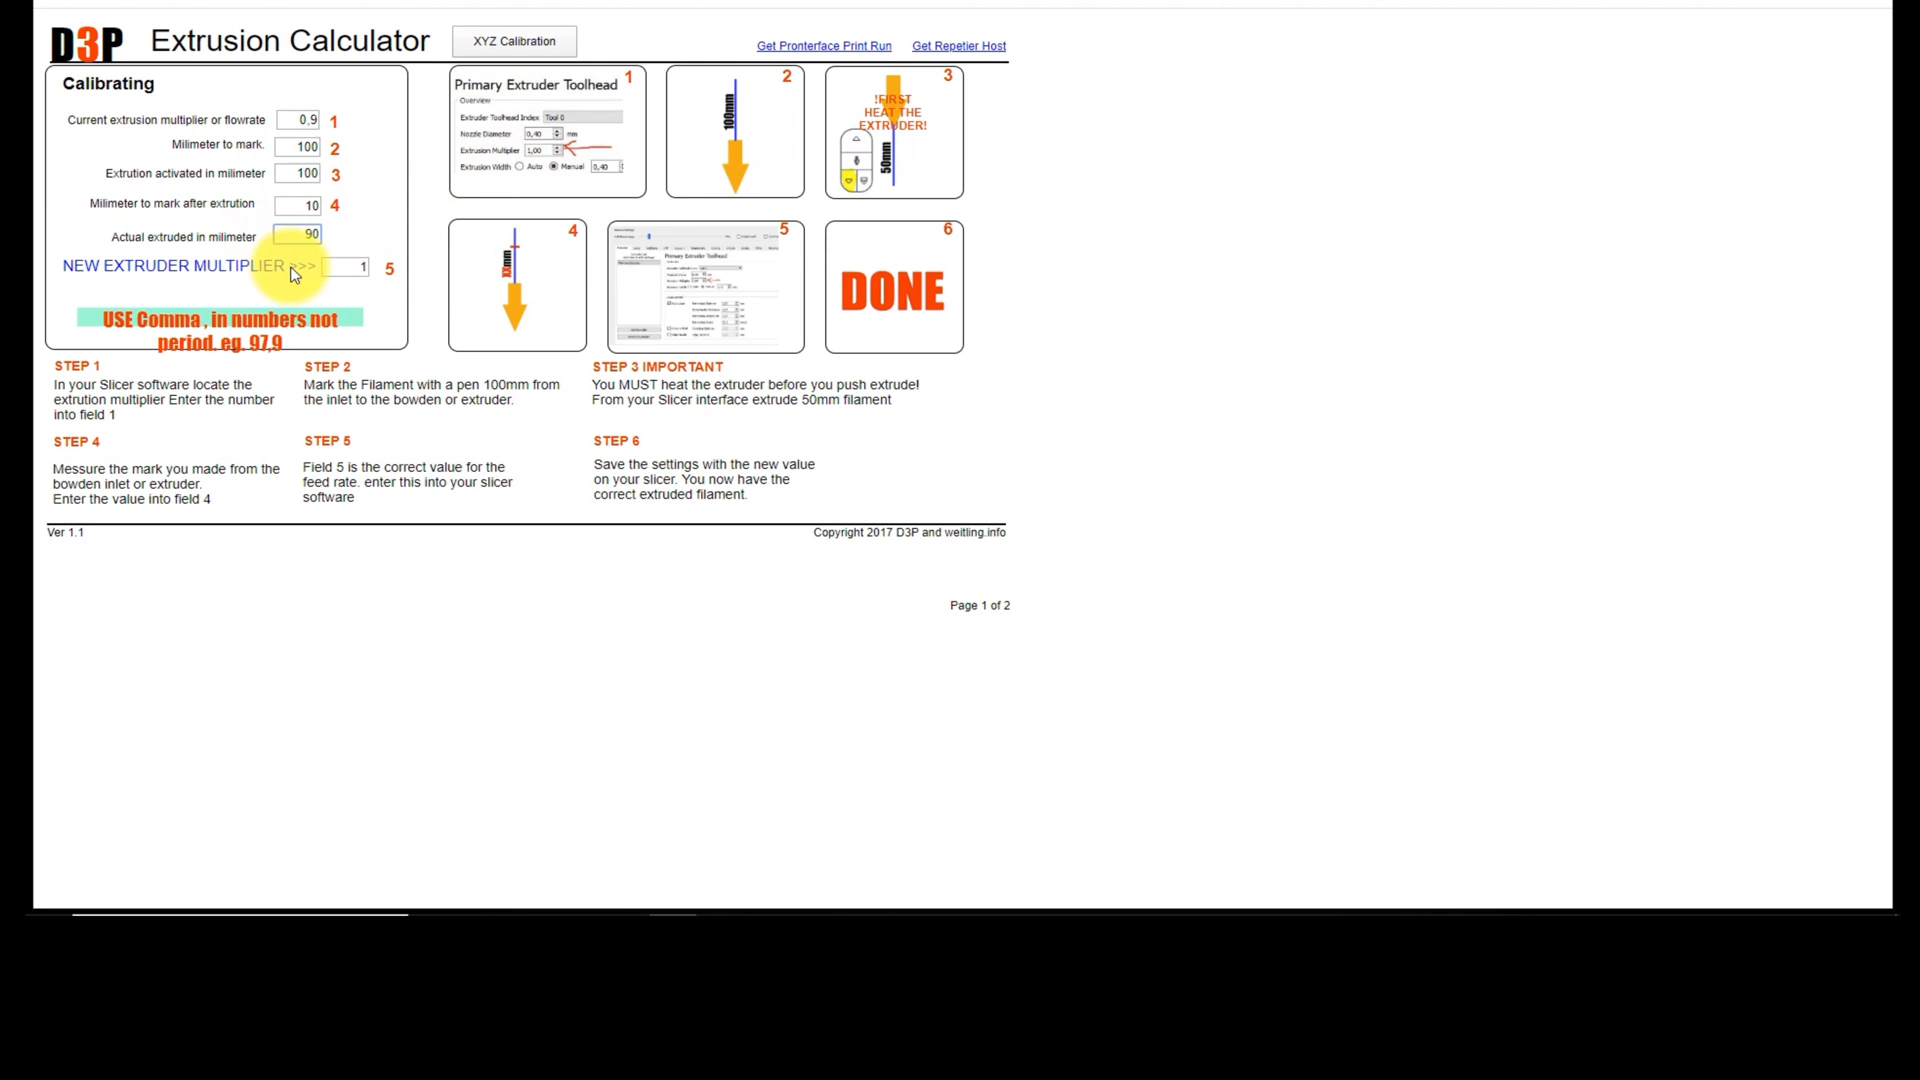 D3P
Extrusion Calculator
XYZ Calibration
Get Pronterface Print Run
Get Repetier Host
Calibrating
Current extrusion multiplier or flowrate 0,9 1
Milimeter to mark. 100 2
Extrution activated in milimeter 100 3
Milimeter to mark after extrution 10 4
Actual extruded in milimeter 90
NEW EXTRUDER MULTIPLIER >>> 1 5
USE Comma , in numbers not
period. eg. 97,9
1
Primary Extruder Toolhead
Overview
Extruder Toolhead Index Tool 0
Nozzle Diameter 0,40 mm
Extrusion Multiplier 1,00
Extrusion Width Auto Manual 0,40
2
100mm
3
!FIRST
HEAT THE
EXTRUDER!
50mm
4
XXmm
5
Primary Extruder Toolhead
6
DONE
STEP 1
In your Slicer software locate the
extrution multiplier Enter the number
into field 1
STEP 2
Mark the Filament with a pen 100mm from
the inlet to the bowden or extruder.
STEP 3 IMPORTANT
You MUST heat the extruder before you push extrude!
From your Slicer interface extrude 50mm filament
STEP 4
Messure the mark you made from the
bowden inlet or extruder.
Enter the value into field 4
STEP 5
Field 5 is the correct value for the
feed rate. enter this into your slicer
software
STEP 6
Save the settings with the new value
on your slicer. You now have the
correct extruded filament.
Ver 1.1
Copyright 2017 D3P and weitling.info
Page 1 of 2